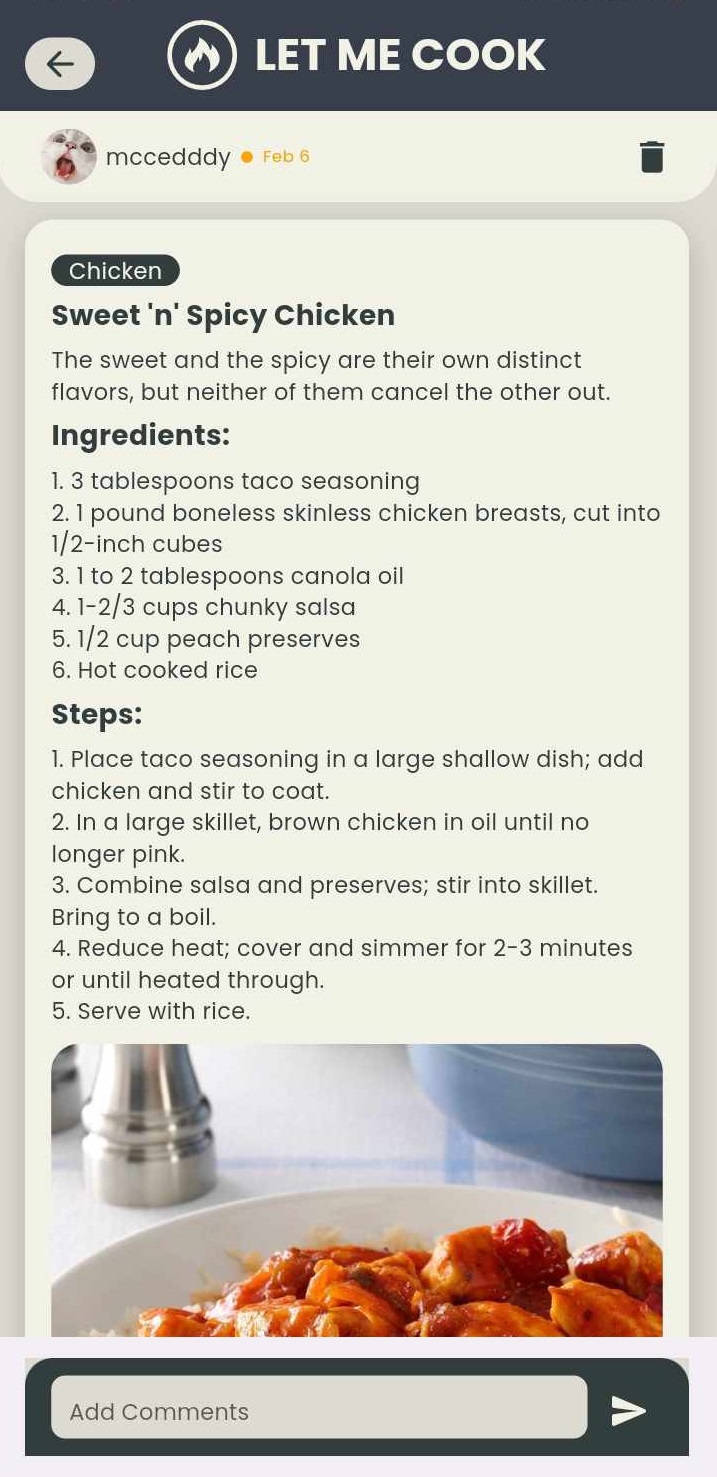 LET ME COOK
mccedddy ● Feb 6
Chicken
Sweet 'n' Spicy Chicken
The sweet and the spicy are their own distinct
flavors, but neither of them cancel the other out.
Ingredients:
1. 3 tablespoons taco seasoning
2. 1 pound boneless skinless chicken breasts, cut into
1/2-inch cubes
3. 1 to 2 tablespoons canola oil
4. 1-2/3 cups chunky salsa
5. 1/2 cup peach preserves
6. Hot cooked rice
Steps:
1. Place taco seasoning in a large shallow dish; add
chicken and stir to coat.
2. In a large skillet, brown chicken in oil until no
longer pink.
3. Combine salsa and preserves; stir into skillet.
Bring to a boil.
4. Reduce heat; cover and simmer for 2-3 minutes
or until heated through.
5. Serve with rice.
Add Comments